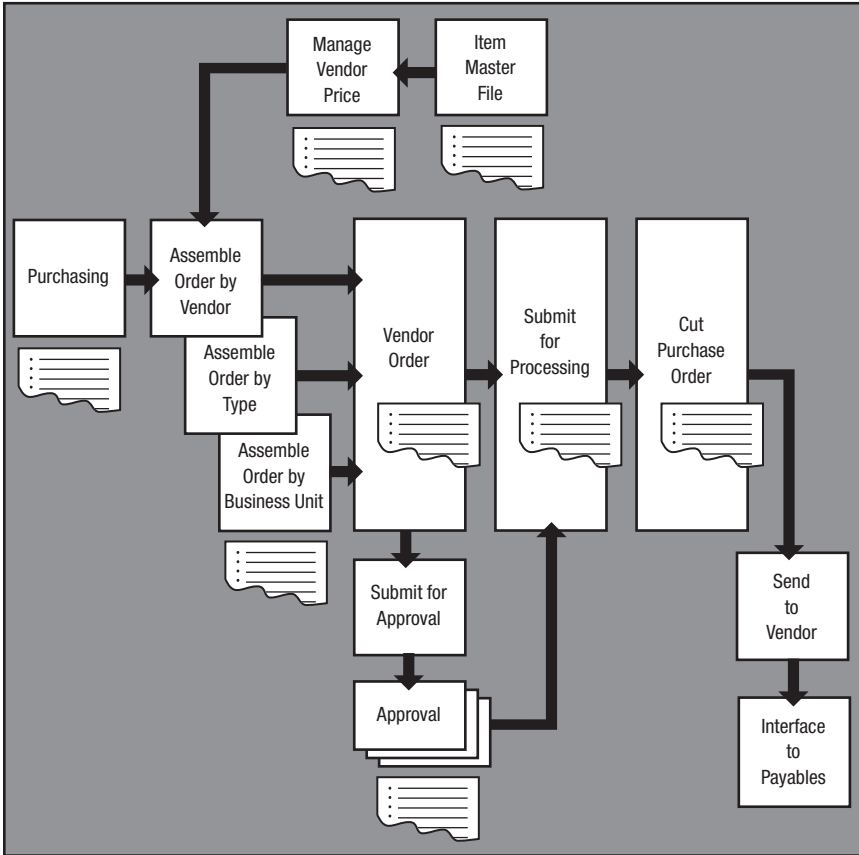 Manage
Vendor
Price
Item
Master
File
Purchasing
Assemble
Order by
Vendor
Assemble
Order by
Type
Assemble
Order by
Business Unit
Vendor
Order
Submit
for
Processing
Cut
Purchase
Order
Submit for
Approval
Approval
Send
to
Vendor
Interface
to
Payables